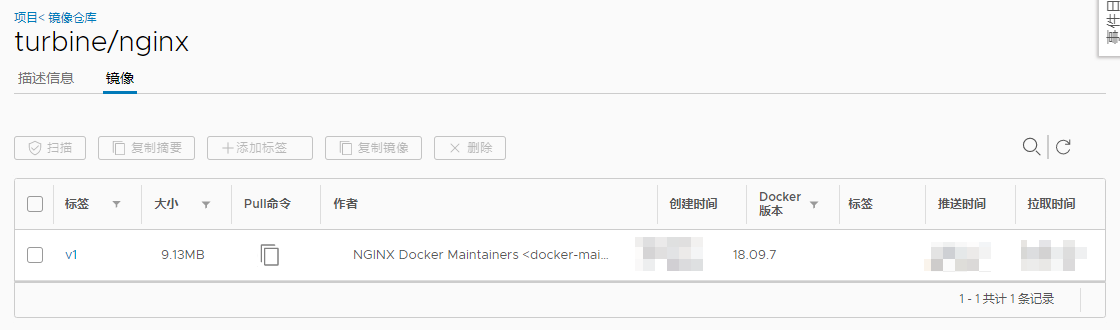 项目< 镜像仓库
turbine/nginx
描述信息 镜像
扫描 复制摘要 添加标签 复制镜像 删除
标签 大小 Pull命令 作者 创建时间 Docker 版本 标签 推送时间 拉取时间
v1 9.13MB NGINX Docker Maintainers <docker-mai... 18.09.7
1 - 1 共计 1 条记录
事件日